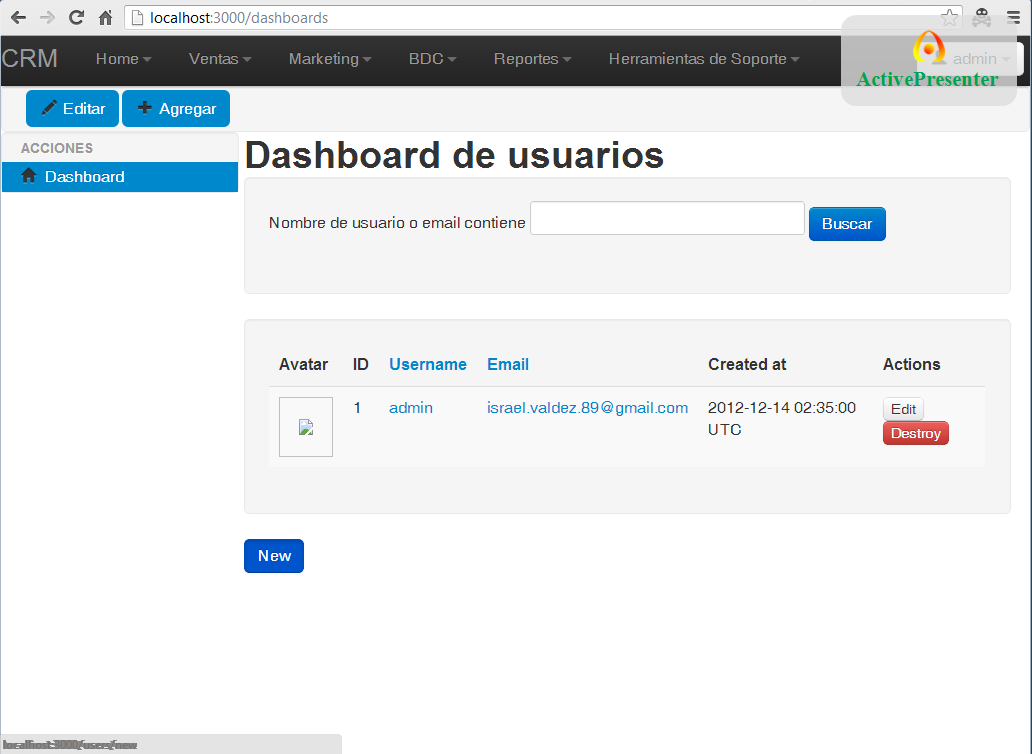 localhost:3000/dashboards
CRM Home Ventas Marketing BDC Reportes Herramientas de Soporte admin
ActivePresenter
Editar Agregar
ACCIONES
Dashboard
Dashboard de usuarios
Nombre de usuario o email contiene Buscar
Avatar ID Username Email Created at Actions
1 admin israel.valdez.89@gmail.com 2012-12-14 02:35:00 Edit
UTC Destroy
New
localhost:3000/users/new